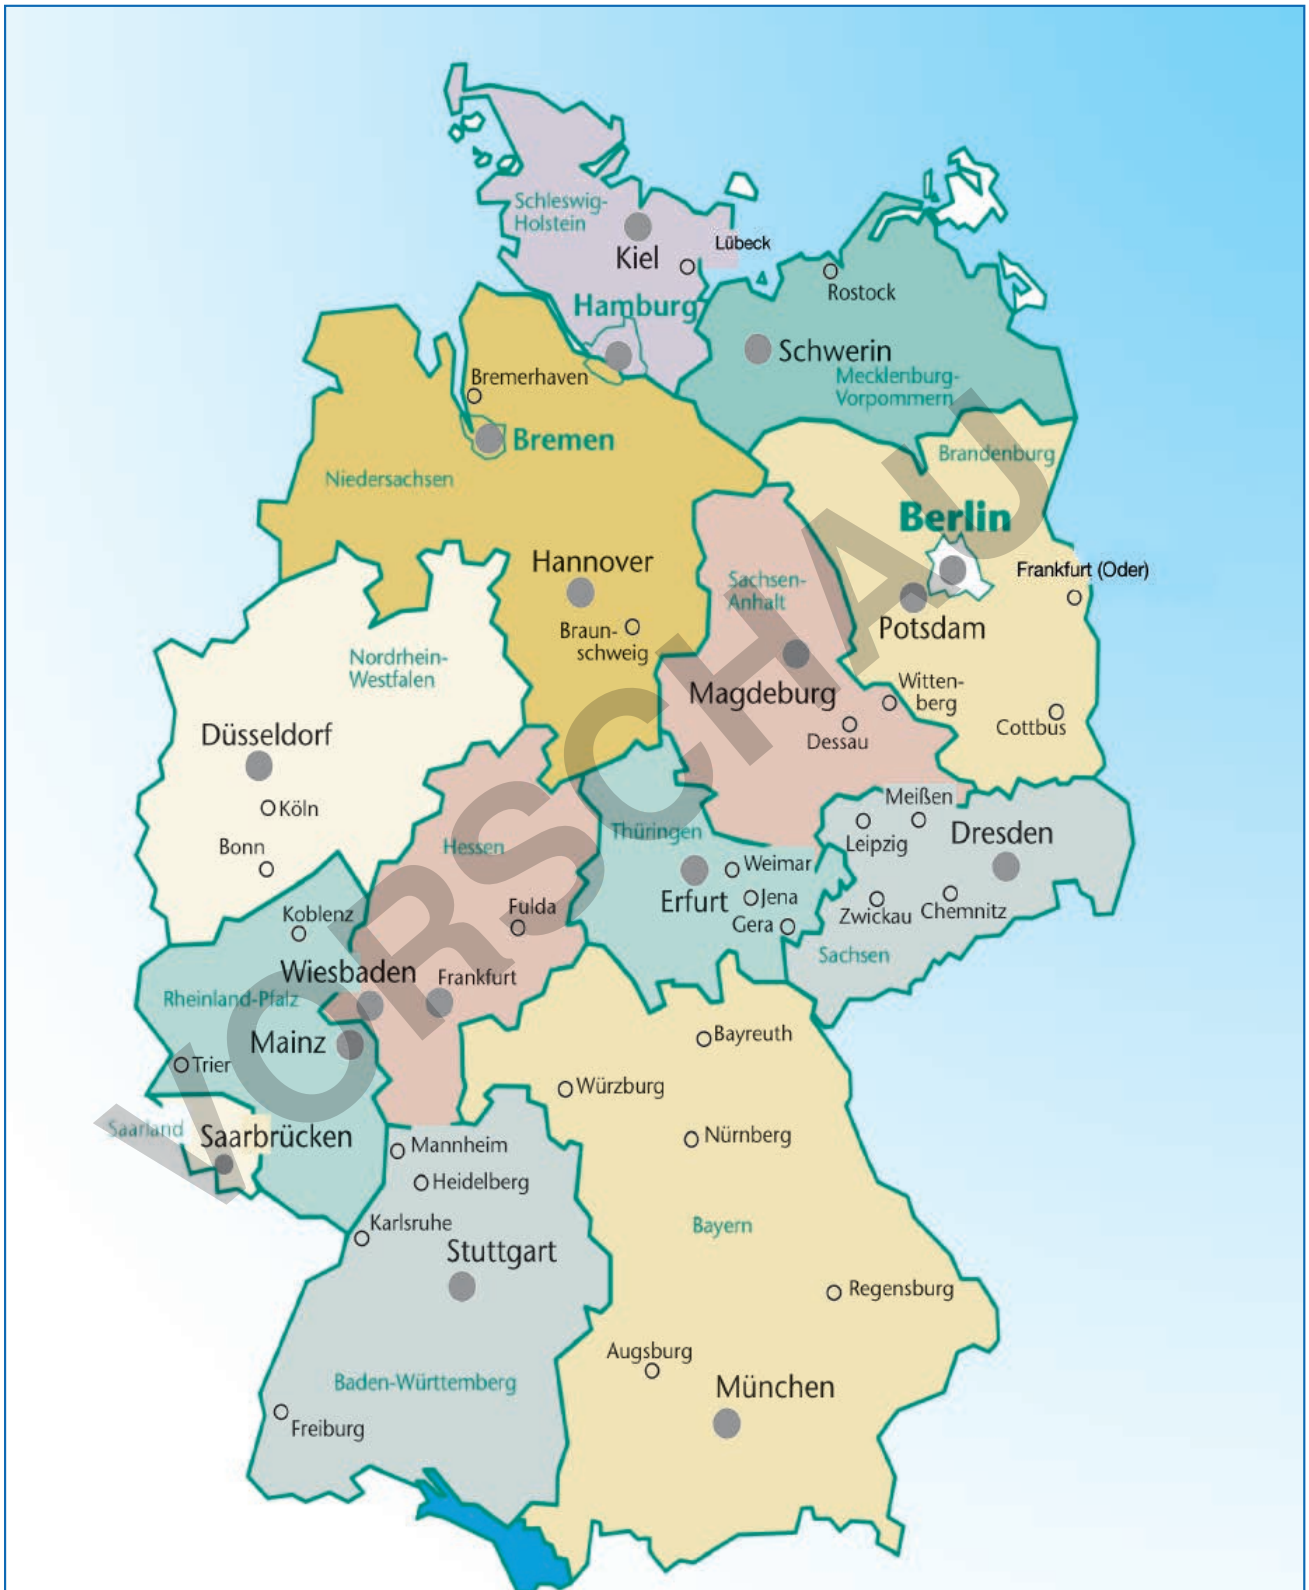 Schleswig-
Holstein
Kiel
Lübeck
Hamburg
Rostock
Schwerin
Mecklenburg-
Vorpommern
Bremerhaven
Bremen
Niedersachsen
Brandenburg
Berlin
Hannover
Frankfurt (Oder)
Sachsen-
Anhalt
Braun-
schweig
Potsdam
Nordrhein-
Westfalen
Magdeburg
Witten-
berg
Düsseldorf
Cottbus
Dessau
Köln
Meißen
Thüringen
Dresden
Bonn
Hessen
Leipzig
Weimar
Erfurt
Jena
Koblenz
Fulda
Gera
Zwickau
Chemnitz
Sachsen
Wiesbaden
Frankfurt
Rheinland-Pfalz
Mainz
Bayreuth
Trier
Würzburg
Saarland
Saarbrücken
Mannheim
Nürnberg
Heidelberg
Karlsruhe
Bayern
Stuttgart
Regensburg
Augsburg
Baden-Württemberg
München
Freiburg
VORSCHAU